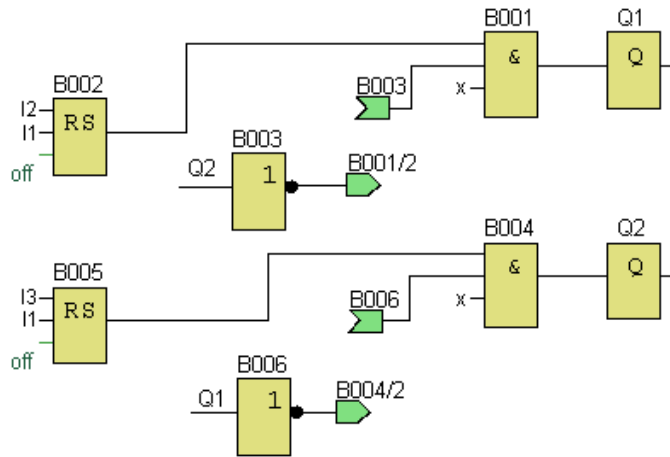 B001 Q1
B002 B003 & Q
I2 x
I1 RS
off B003
Q2 1 B001/2
B004 Q2
B005 & Q
I3 RS B006 x
I1
off B006
Q1 1 B004/2